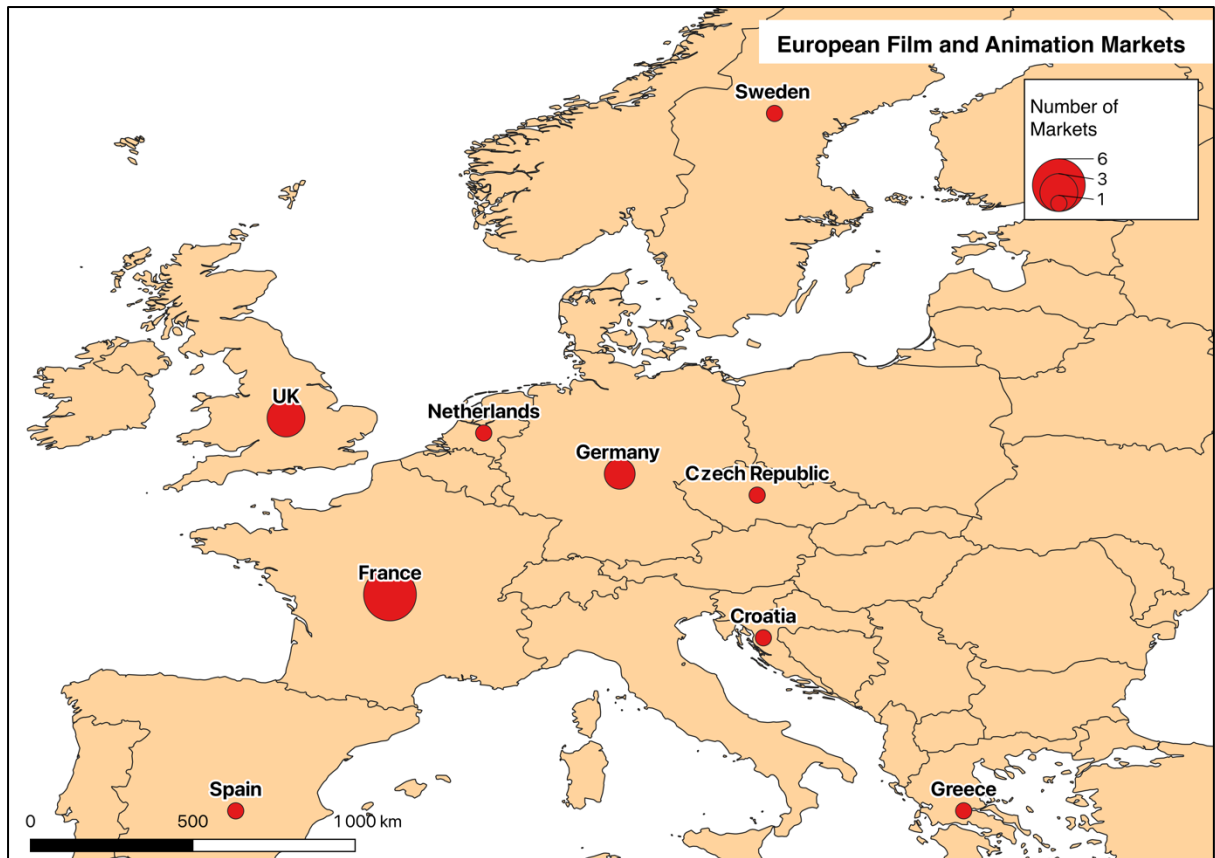 European Film and Animation Markets
Sweden
Number of
Markets
6
3
1
UK
Netherlands
Germany
Czech Republic
France
Croatia
Spain
Greece
0 500 1 000 km